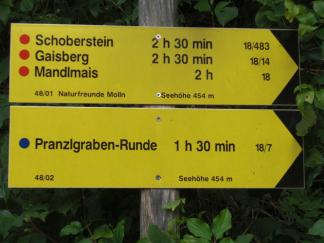 Schoberstein 2 h 30 min 18/483
Gaisberg 2 h 30 min 18/14
Mandlmais 2 h 18
48/01 Naturfreunde Molln Seehöhe 454 m
Pranzlgraben-Runde 1 h 30 min 18/7
48/02 Seehöhe 454 m